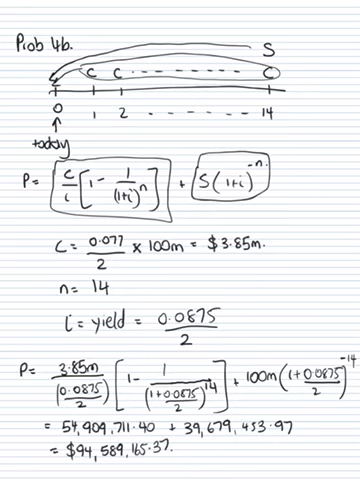 Prob 4b.
S
C C - - - - - - - C
0 1 2 - - - - - - 14
↑
today
P = C/i [1 - 1/(1+i)^n] + S(1+i)^-n
C = 0.077/2 x 100m = $3.85m.
n = 14
i = yield = 0.0875/2
P = 3.85m/(0.0875/2) [1 - 1/(1+0.0875/2)^14] + 100m(1+0.0875/2)^-14
= 54,909,711.40 + 39,679,453.97
= $94,589,165.37.